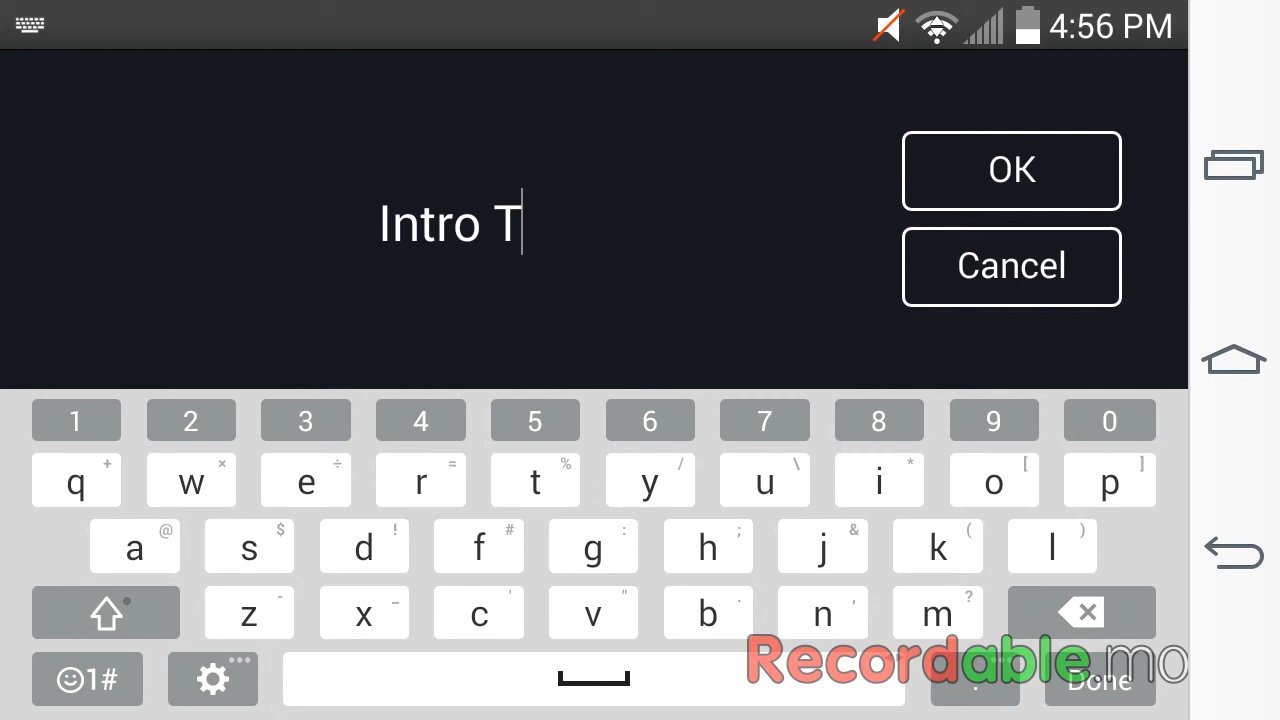 4:56 PM
OK
Intro T
Cancel
1 2 3 4 5 6 7 8 9 0
+ × ÷ = % / \ * [ ]
q w e r t y u i o p
@ $ ! # : ; & ( )
a s d f g h j k l
- _ ' " . , ?
z x c v b n m
1# . Done
Recordable.mo